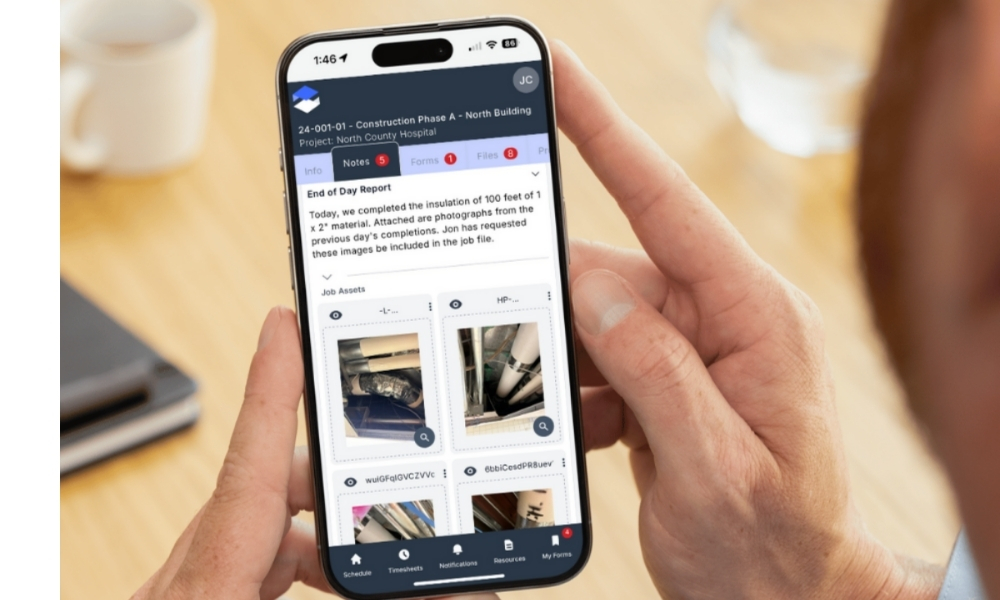 1:46
86
JC
24-001-01 - Construction Phase A - North Building
Project: North County Hospital
Info
Notes 5
Forms 1
Files 8
End of Day Report
Today, we completed the insulation of 100 feet of 1
x 2" material. Attached are photographs from the
previous day's completions. Jon has requested
these images be included in the job file.
Job Assets
-L-...
HP-...
Schedule
Timesheets
Notifications
Resources
My Forms
4